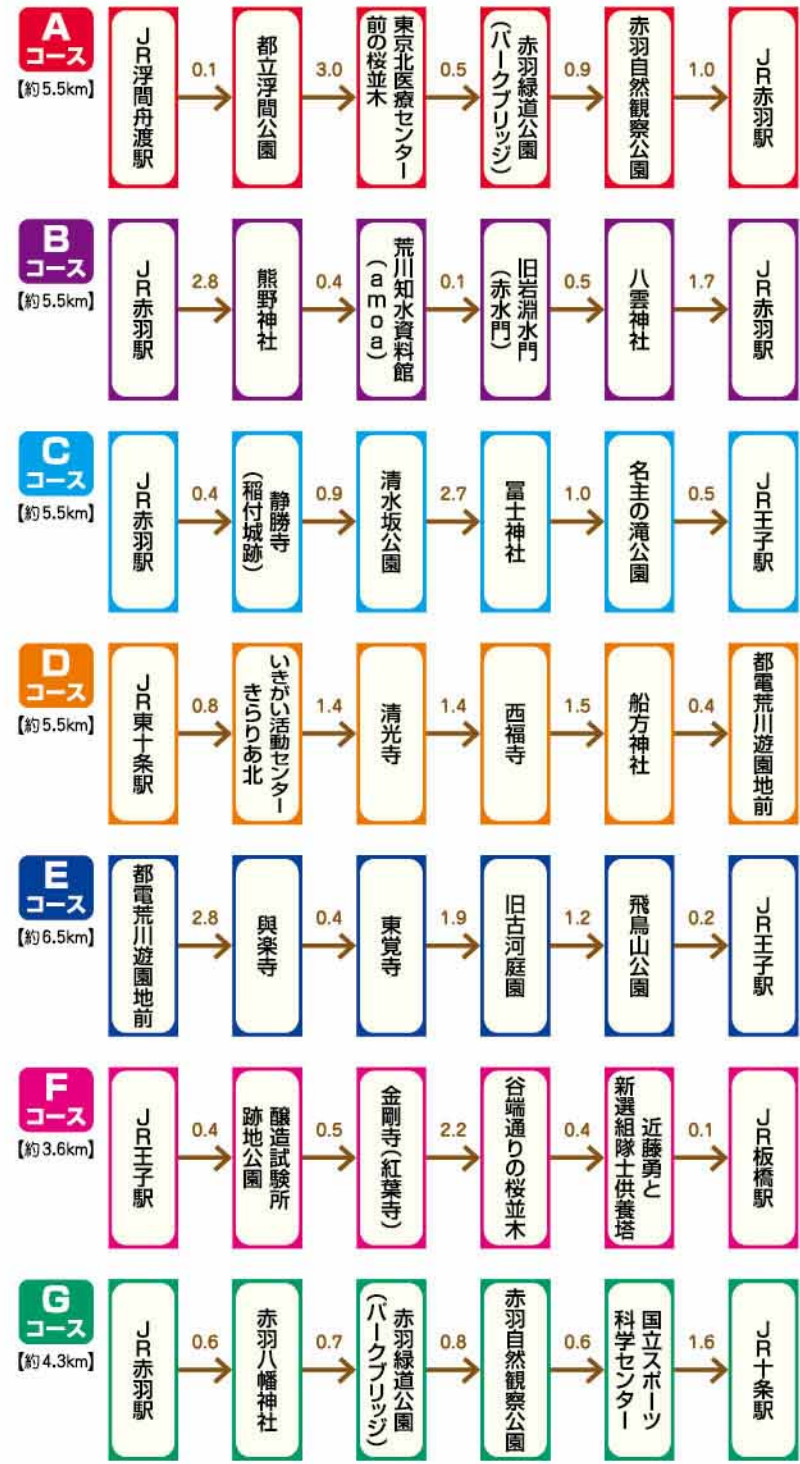 A
コース
【約5.5km】
JR浮間舟渡駅
0.1
都立浮間公園
3.0
東京北医療センター
前の桜並木
0.5
赤羽緑道公園
(パークブリッジ)
0.9
赤羽自然観察公園
1.0
JR赤羽駅
B
コース
【約5.5km】
JR赤羽駅
2.8
熊野神社
0.4
荒川知水資料館
(amoa)
0.1
旧岩淵水門
(赤水門)
0.5
八雲神社
1.7
JR赤羽駅
C
コース
【約5.5km】
JR赤羽駅
0.4
静勝寺
(稲付城跡)
0.9
清水坂公園
2.7
冨士神社
1.0
名主の滝公園
0.5
JR王子駅
D
コース
【約5.5km】
JR東十条駅
0.8
いきがい活動センター
きらりあ北
1.4
清光寺
1.4
西福寺
1.5
船方神社
0.4
都電荒川遊園地前
E
コース
【約6.5km】
都電荒川遊園地前
2.8
與楽寺
0.4
東覚寺
1.9
旧古河庭園
1.2
飛鳥山公園
0.2
JR王子駅
F
コース
【約3.6km】
JR王子駅
0.4
醸造試験所
跡地公園
0.5
金剛寺(紅葉寺)
2.2
谷端通りの桜並木
0.4
近藤勇と
新選組隊士供養塔
0.1
JR板橋駅
G
コース
【約4.3km】
JR赤羽駅
0.6
赤羽八幡神社
0.7
赤羽緑道公園
(パークブリッジ)
0.8
赤羽自然観察公園
0.6
国立スポーツ
科学センター
1.6
JR十条駅